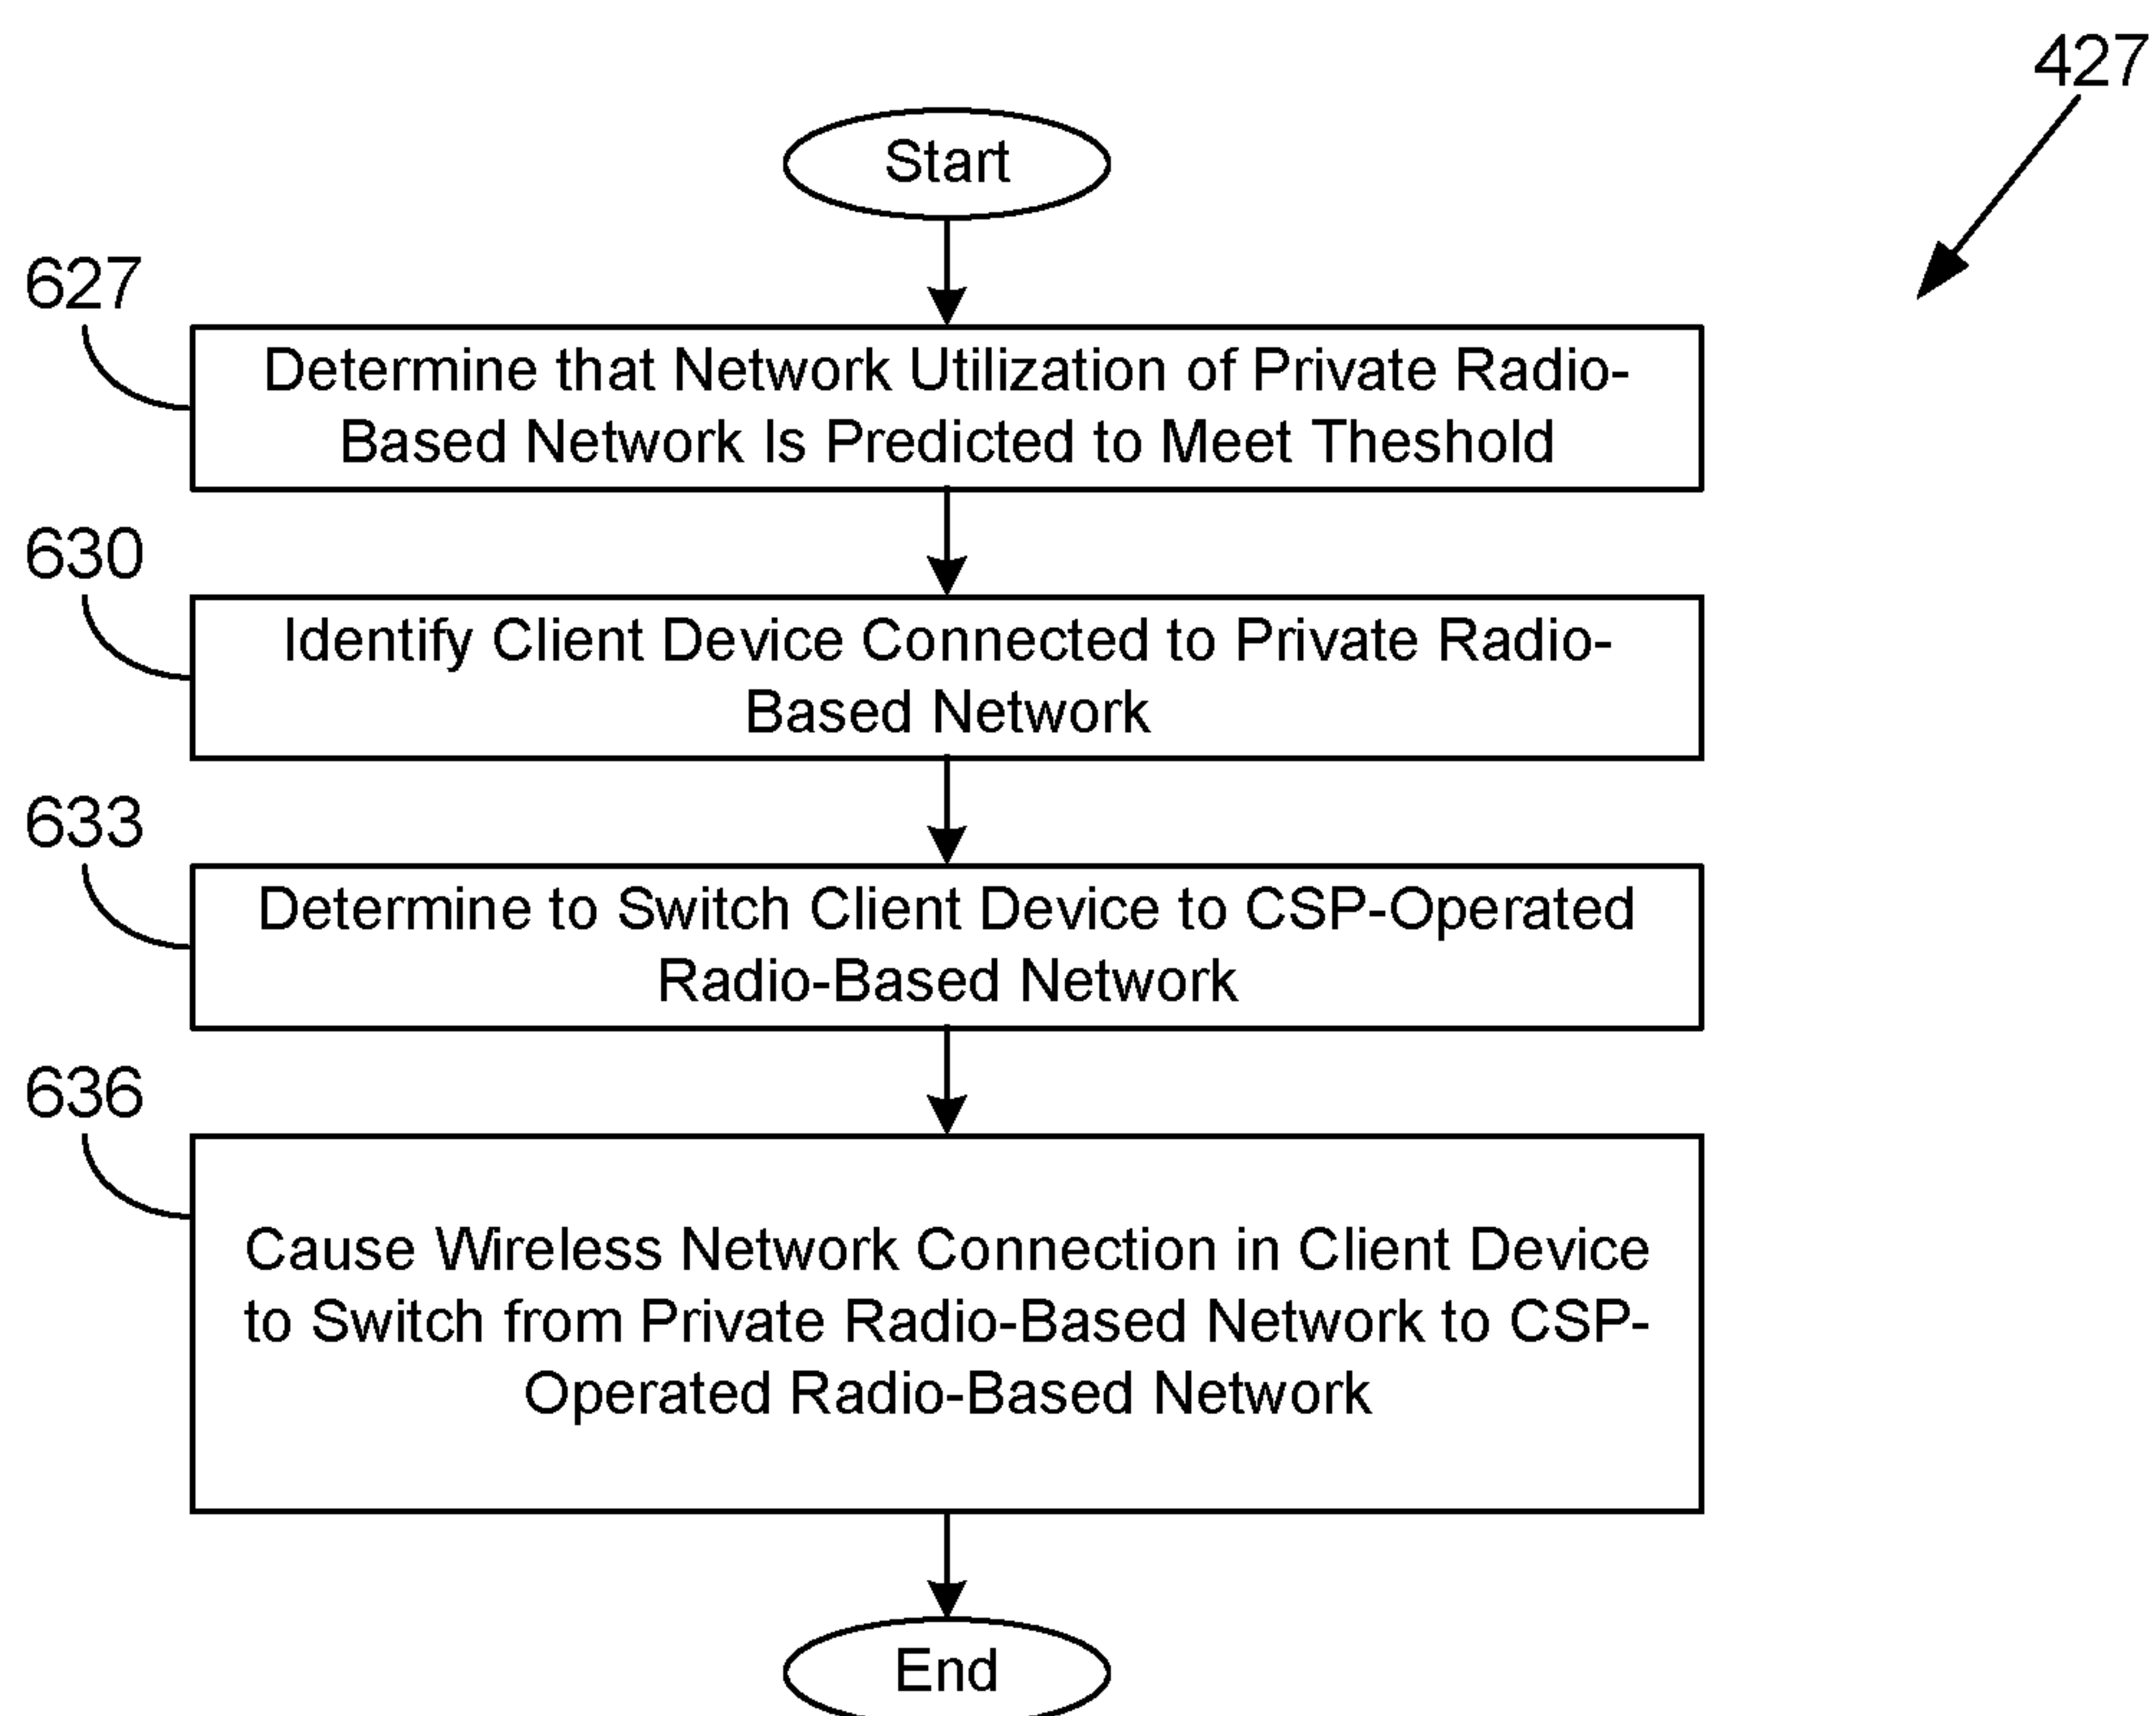 427
Start
627
Determine that Network Utilization of Private Radio-
Based Network Is Predicted to Meet Theshold
630
Identify Client Device Connected to Private Radio-
Based Network
633
Determine to Switch Client Device to CSP-Operated
Radio-Based Network
636
Cause Wireless Network Connection in Client Device
to Switch from Private Radio-Based Network to CSP-
Operated Radio-Based Network
End